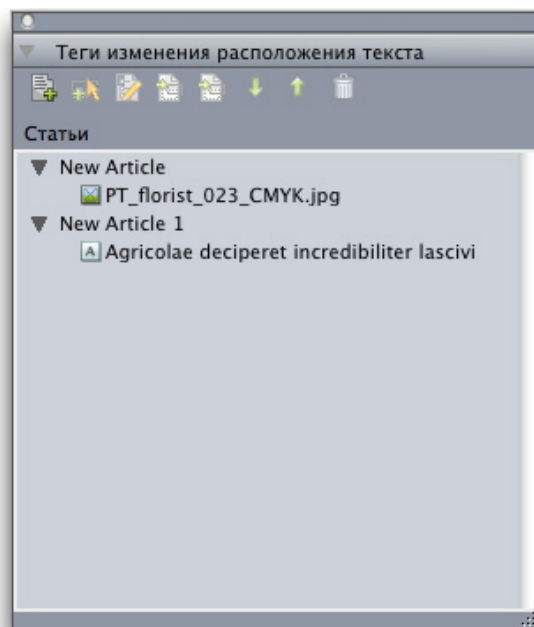 Теги изменения расположения текста
Статьи
New Article
PT_florist_023_CMYK.jpg
New Article 1
Agricolae deciperet incredibiliter lascivi